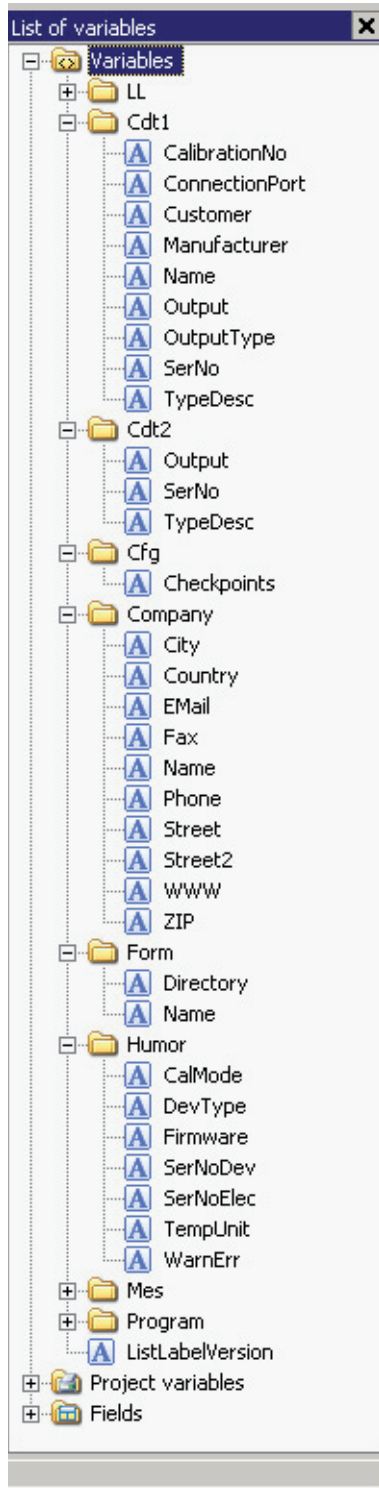 List of variables
Variables
LL
Cdt1
CalibrationNo
ConnectionPort
Customer
Manufacturer
Name
Output
OutputType
SerNo
TypeDesc
Cdt2
Output
SerNo
TypeDesc
Cfg
Checkpoints
Company
City
Country
EMail
Fax
Name
Phone
Street
Street2
WWW
ZIP
Form
Directory
Name
Humor
CalMode
DevType
Firmware
SerNoDev
SerNoElec
TempUnit
WarnErr
Mes
Program
ListLabelVersion
Project variables
Fields